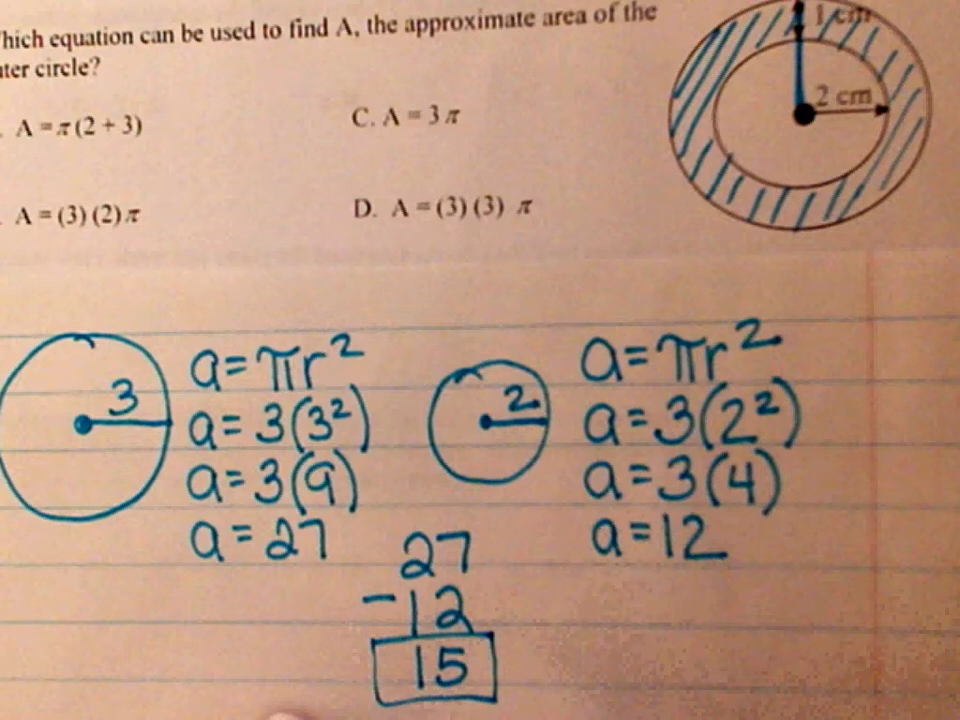 hich equation can be used to find A, the approximate area of the
ter circle?
1 cm
2 cm
. A = π (2 + 3)
C. A = 3 π
. A = (3) (2) π
D. A = (3) (3) π
3
a = πr²
a = 3(3²)
a = 3(9)
a = 27
2
a = πr²
a = 3(2²)
a = 3(4)
a = 12
27
- 12
15